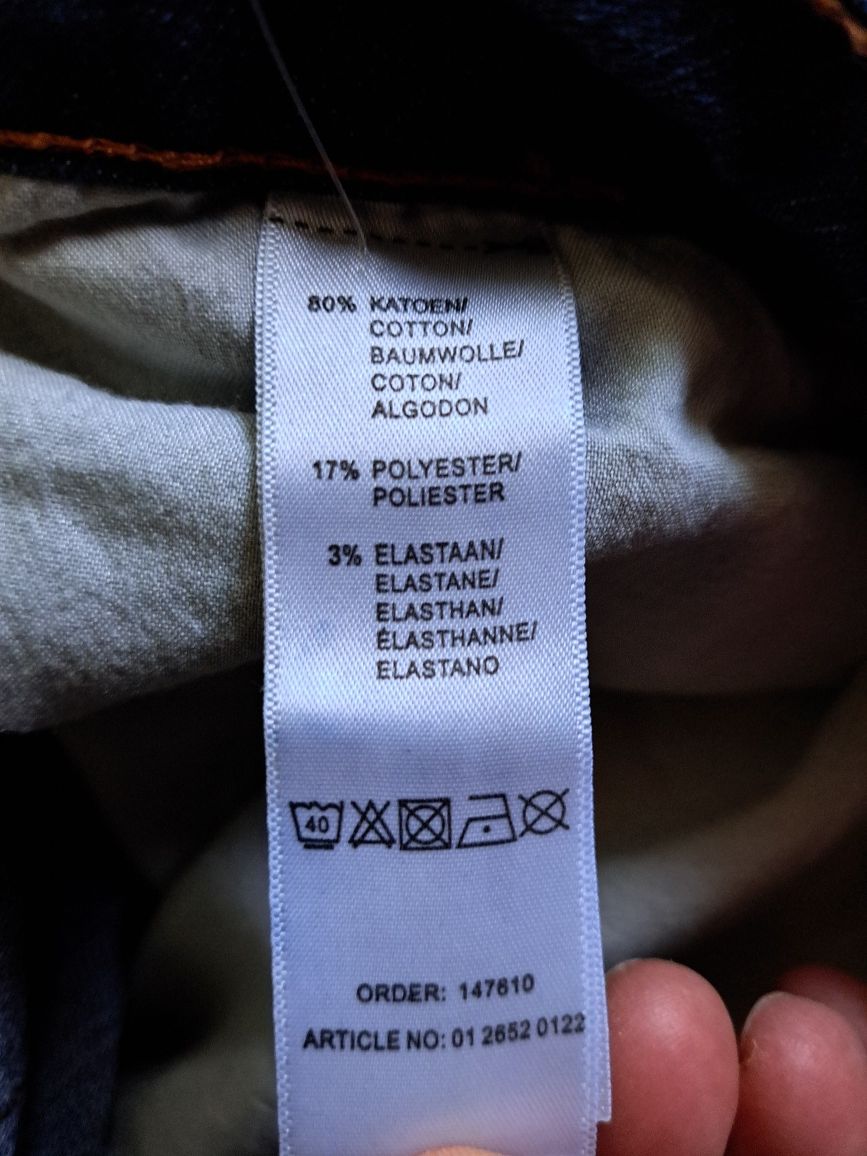 80% KATOEN/
COTTON/
BAUMWOLLE/
COTON/
ALGODON
17% POLYESTER/
POLIESTER
3% ELASTAAN/
ELASTANE/
ELASTHAN/
ÉLASTHANNE/
ELASTANO
40
ORDER: 147610
ARTICLE NO: 01 2652 0122